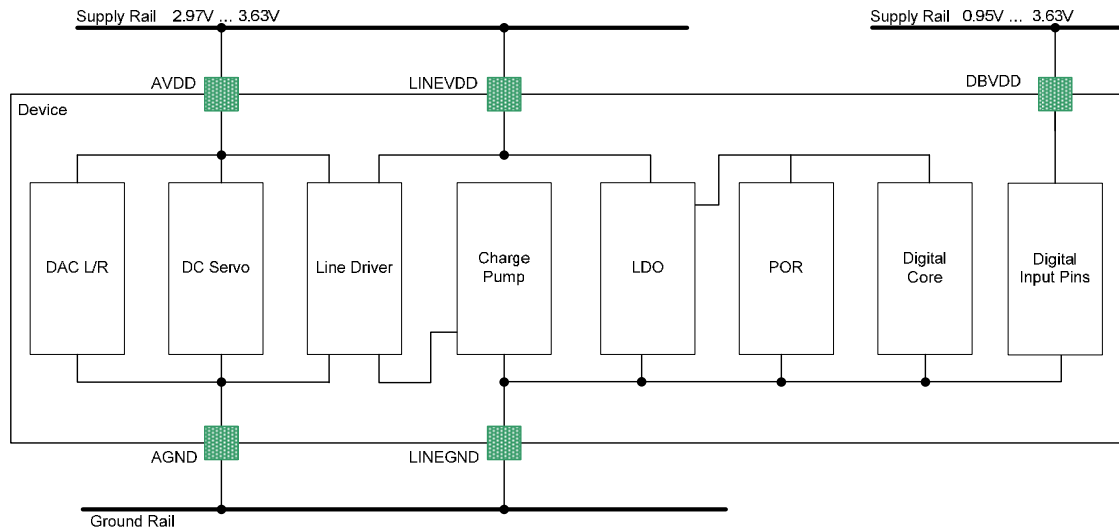 Supply Rail 2.97V ... 3.63V
Supply Rail 0.95V ... 3.63V
AVDD
LINEVDD
DBVDD
Device
DAC L/R
DC Servo
Line Driver
Charge
Pump
LDO
POR
Digital
Core
Digital
Input Pins
AGND
LINEGND
Ground Rail